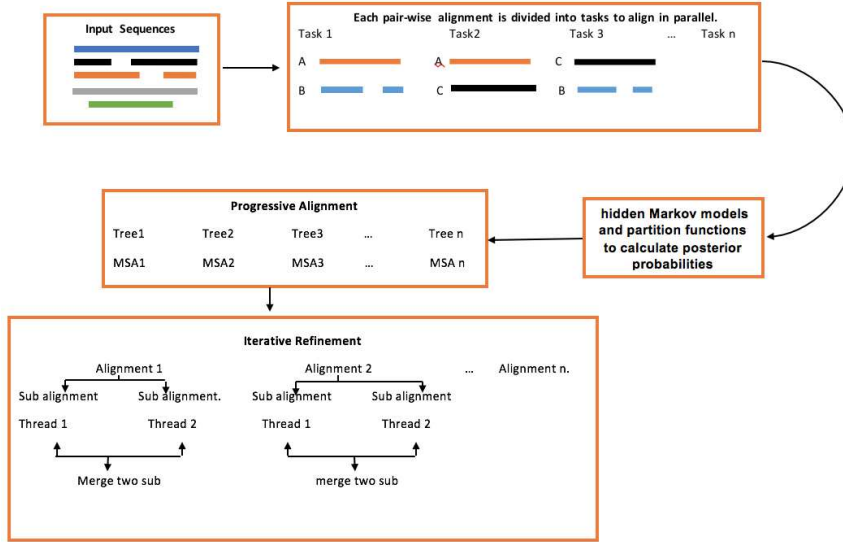 Input Sequences
Each pair-wise alignment is divided into tasks to align in parallel.
Task 1 Task2 Task 3 ... Task n
A A C
B C B
hidden Markov models
and partition functions
to calculate posterior
probabilities
Progressive Alignment
Tree1 Tree2 Tree3 ... Tree n
MSA1 MSA2 MSA3 ... MSA n
Iterative Refinement
Alignment 1 Alignment 2 ... Alignment n.
Sub alignment Sub alignment. Sub alignment Sub alignment
Thread 1 Thread 2 Thread 1 Thread 2
Merge two sub merge two sub